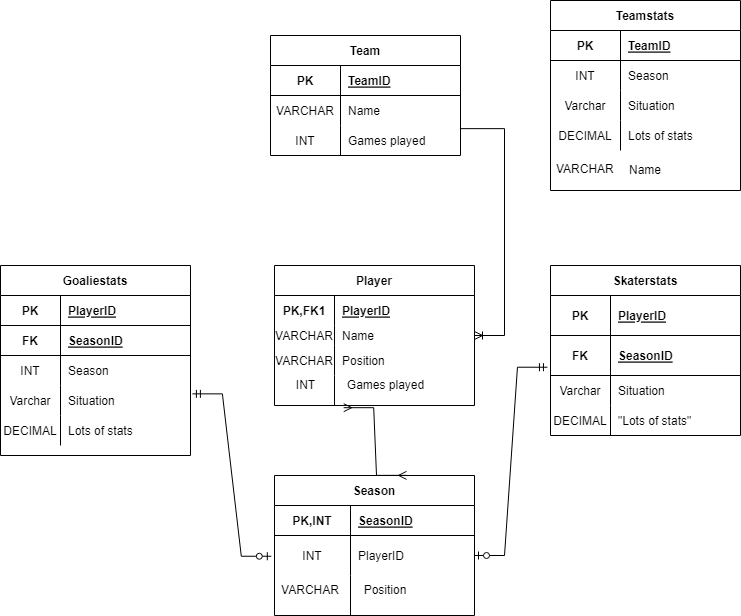 Teamstats
PK TeamID
INT Season
Varchar Situation
DECIMAL Lots of stats
VARCHAR Name
Team
PK TeamID
VARCHAR Name
INT Games played
Goaliestats
PK PlayerID
FK SeasonID
INT Season
Varchar Situation
DECIMAL Lots of stats
Player
PK,FK1 PlayerID
VARCHAR Name
VARCHAR Position
INT Games played
Skaterstats
PK PlayerID
FK SeasonID
Varchar Situation
DECIMAL "Lots of stats"
Season
PK,INT SeasonID
INT PlayerID
VARCHAR Position